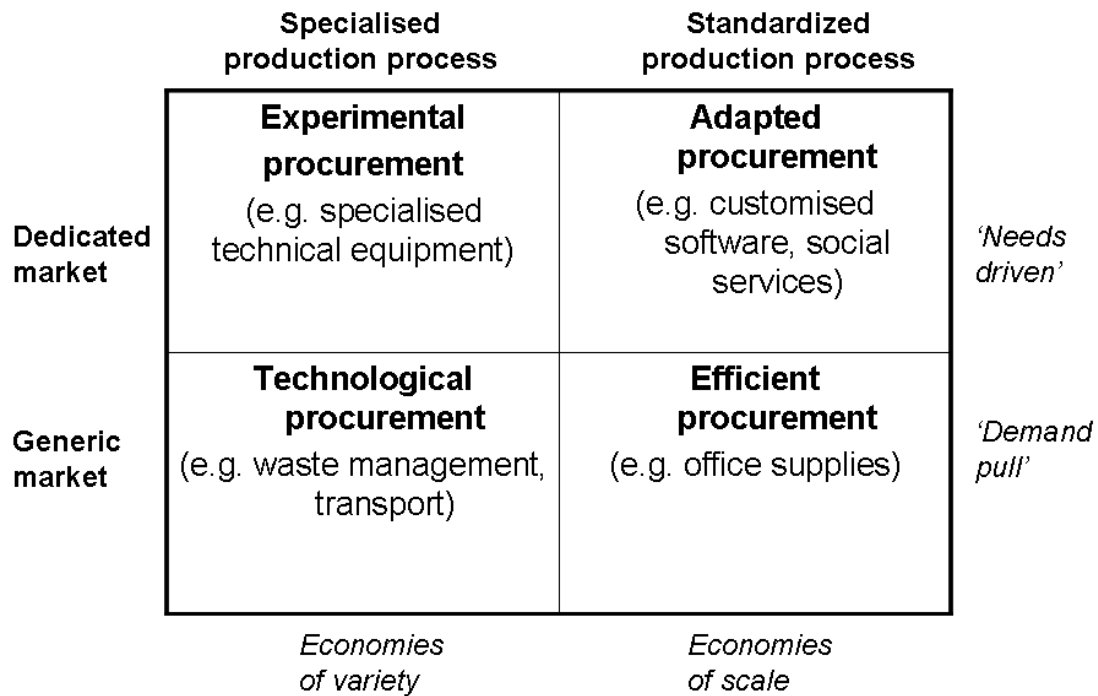 Specialised
production process
Standardized
production process
Experimental
procurement
(e.g. specialised
technical equipment)
Adapted
procurement
(e.g. customised
software, social
services)
Dedicated
market
‘Needs
driven’
Technological
procurement
(e.g. waste management,
transport)
Efficient
procurement
(e.g. office supplies)
Generic
market
‘Demand
pull’
Economies
of variety
Economies
of scale